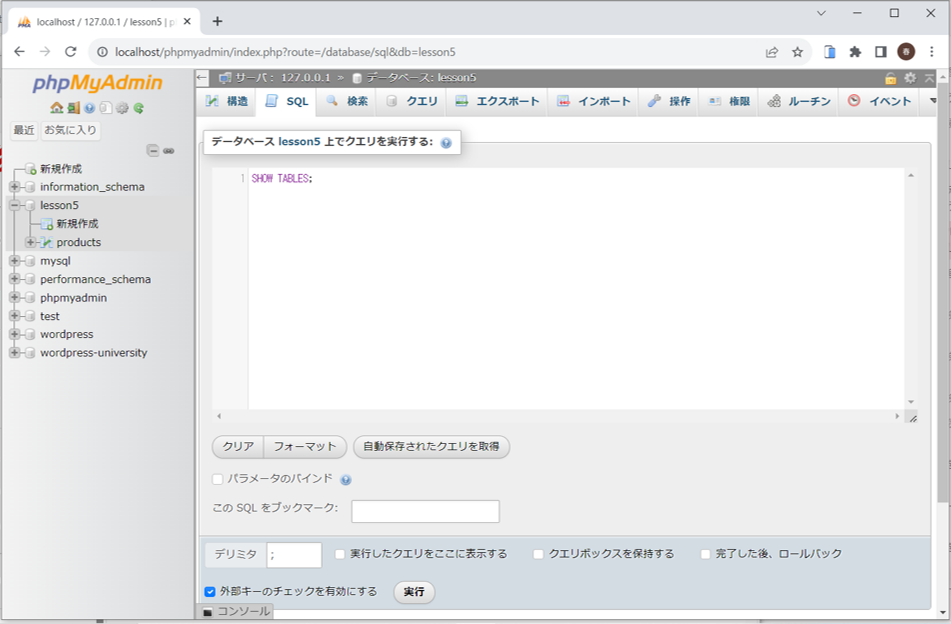 localhost / 127.0.0.1 / lesson5 | p
localhost/phpmyadmin/index.php?route=/database/sql&db=lesson5
phpMyAdmin
最近 お気に入り
新規作成
information_schema
lesson5
新規作成
products
mysql
performance_schema
phpmyadmin
test
wordpress
wordpress-university
サーバ: 127.0.0.1 » データベース: lesson5
構造 SQL 検索 クエリ エクスポート インポート 操作 権限 ルーチン イベント
データベース lesson5 上でクエリを実行する:
1 SHOW TABLES;
クリア フォーマット 自動保存されたクエリを取得
パラメータのバインド
この SQL をブックマーク:
デリミタ ; 実行したクエリをここに表示する クエリボックスを保持する 完了した後、ロールバック
外部キーのチェックを有効にする 実行
コンソール